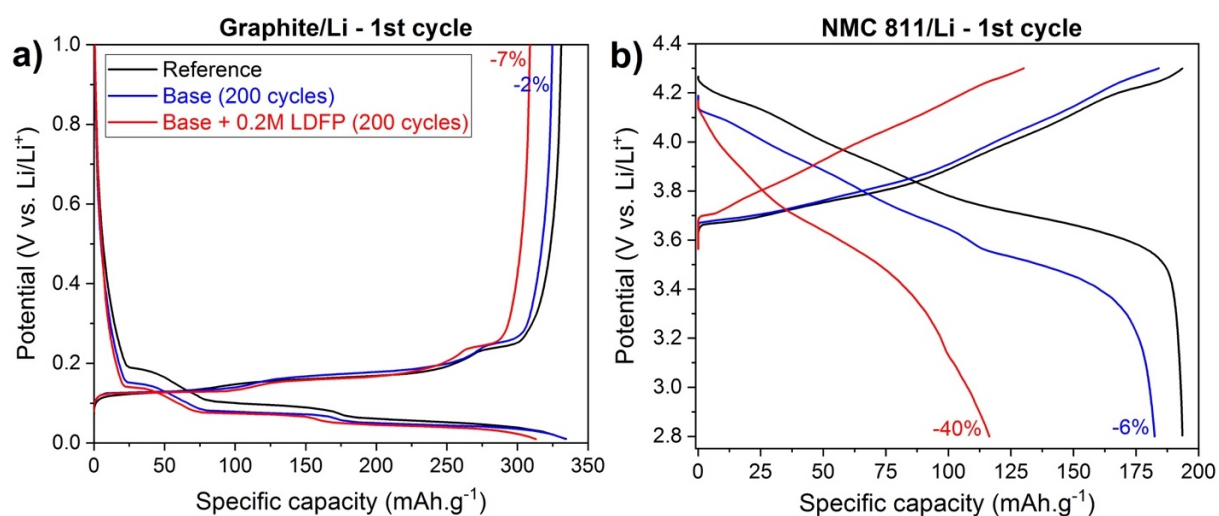 Graphite/Li - 1st cycle
a)
Reference
Base (200 cycles)
Base + 0.2M LDFP (200 cycles)
-7%
-2%
1.0
0.8
0.6
0.4
0.2
0.0
Potential (V vs. Li/Li⁺)
0 50 100 150 200 250 300 350
Specific capacity (mAh.g⁻¹)
NMC 811/Li - 1st cycle
b)
4.4
4.2
4.0
3.8
3.6
3.4
3.2
3.0
2.8
Potential (V vs. Li/Li⁺)
-40%
-6%
0 25 50 75 100 125 150 175 200
Specific capacity (mAh.g⁻¹)